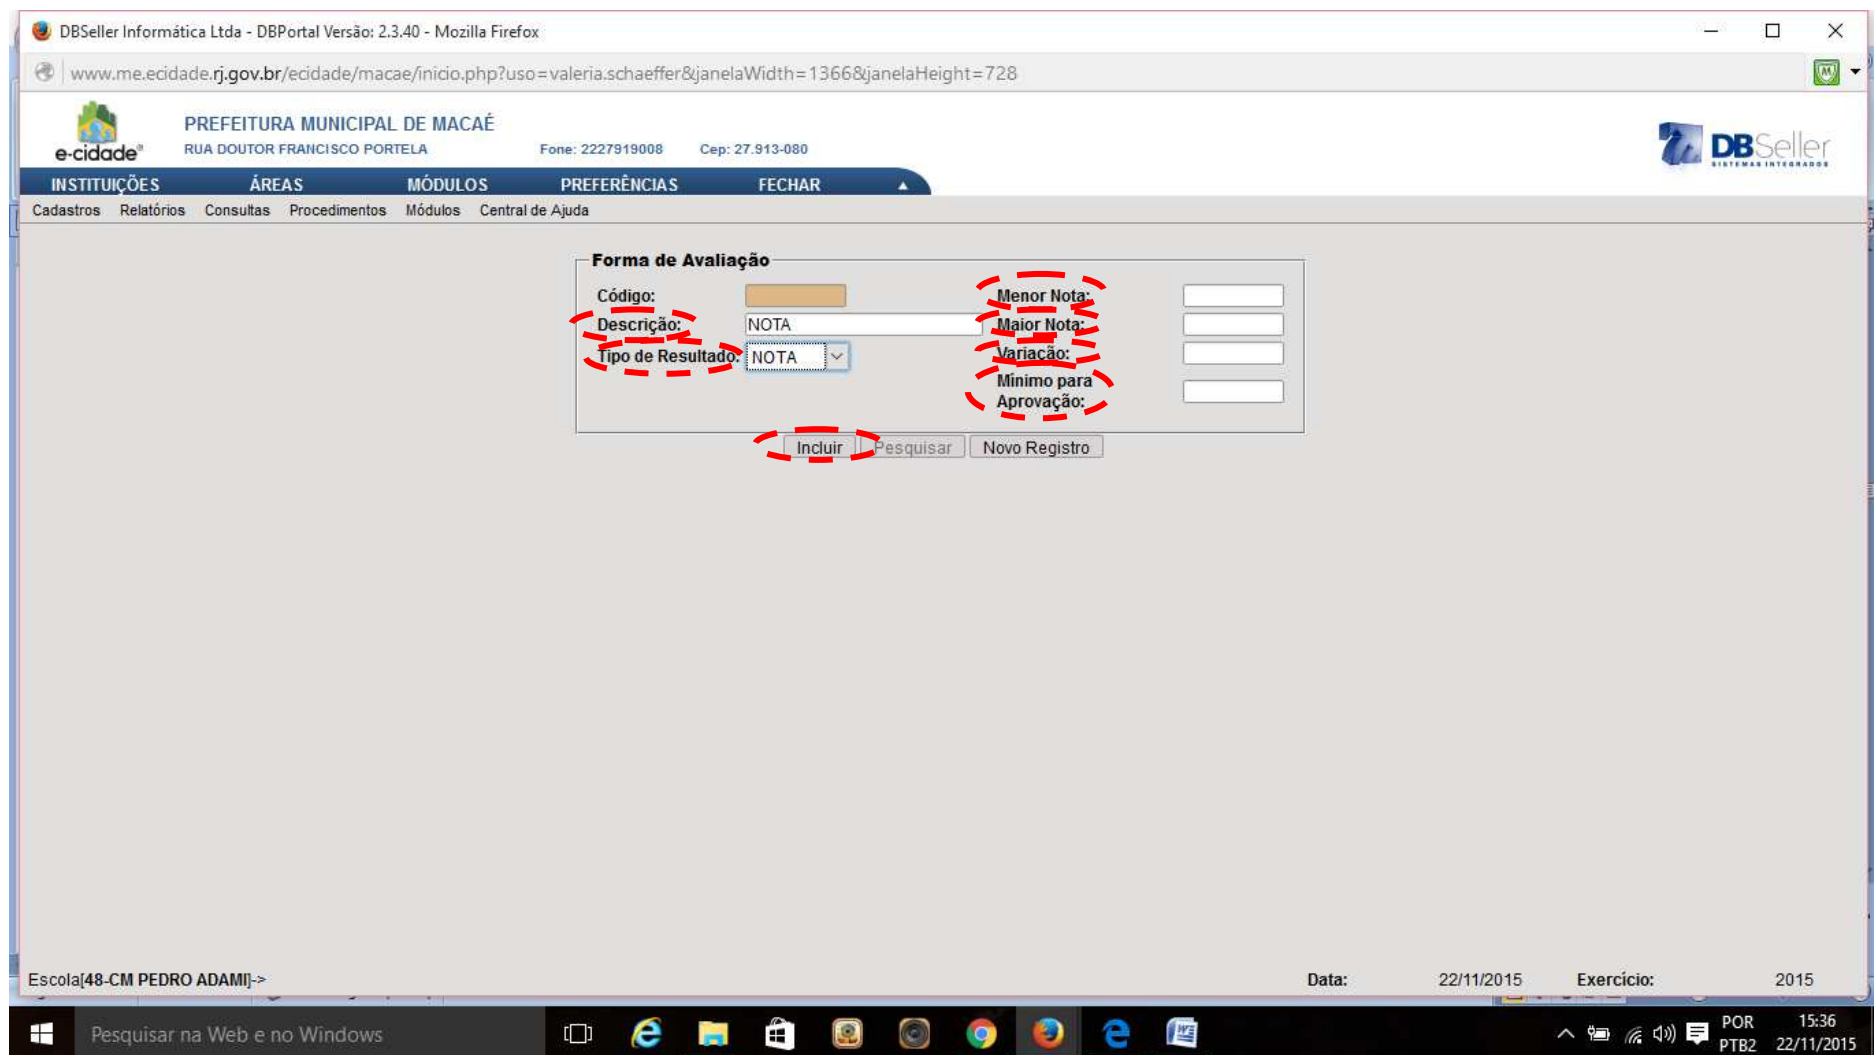 DBSeller Informática Ltda - DBPortal Versão: 2.3.40 - Mozilla Firefox
www.me.ecidade.rj.gov.br/ecidade/macae/inicio.php?uso=valeria.schaeffer&janelaWidth=1366&janelaHeight=728
e-cidade®
PREFEITURA MUNICIPAL DE MACAÉ
RUA DOUTOR FRANCISCO PORTELA Fone: 2227919008 Cep: 27.913-080
DBSeller
SISTEMAS INTEGRADOS
INSTITUIÇÕES ÁREAS MÓDULOS PREFERÊNCIAS FECHAR
Cadastros Relatórios Consultas Procedimentos Módulos Central de Ajuda
Forma de Avaliação
Código: Menor Nota:
Descrição: NOTA Maior Nota:
Tipo de Resultado: NOTA Variação:
Mínimo para
Aprovação:
Incluir Pesquisar Novo Registro
Escola[48-CM PEDRO ADAMI]-> Data: 22/11/2015 Exercício: 2015
Pesquisar na Web e no Windows
POR 15:36
PTB2 22/11/2015